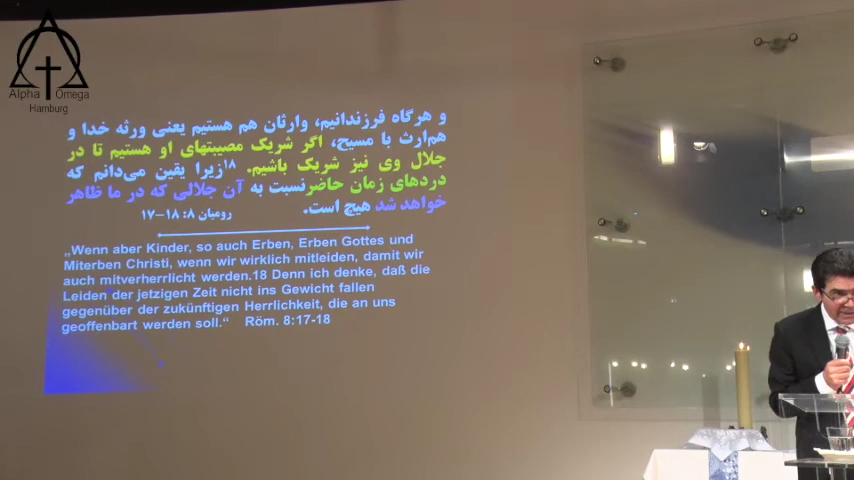 Alpha Omega
Hamburg
و هرگاه فرزندانیم، وارثان هم هستیم یعنی ورثه خدا و
هم‌ارث با مسیح، اگر شریک مصیبتهای او هستیم تا در
جلال وی نیز شریک باشیم. ۱۸زیرا یقین می‌دانم که
دردهای زمان حاضرنسبت به آن جلالی که در ما ظاهر
خواهد شد هیچ است.
رومیان ۸: ۱۸-۱۷
„Wenn aber Kinder, so auch Erben, Erben Gottes und
Miterben Christi, wenn wir wirklich mitleiden, damit wir
auch mitverherrlicht werden.18 Denn ich denke, daß die
Leiden der jetzigen Zeit nicht ins Gewicht fallen
gegenüber der zukünftigen Herrlichkeit, die an uns
geoffenbart werden soll.“ Röm. 8:17-18